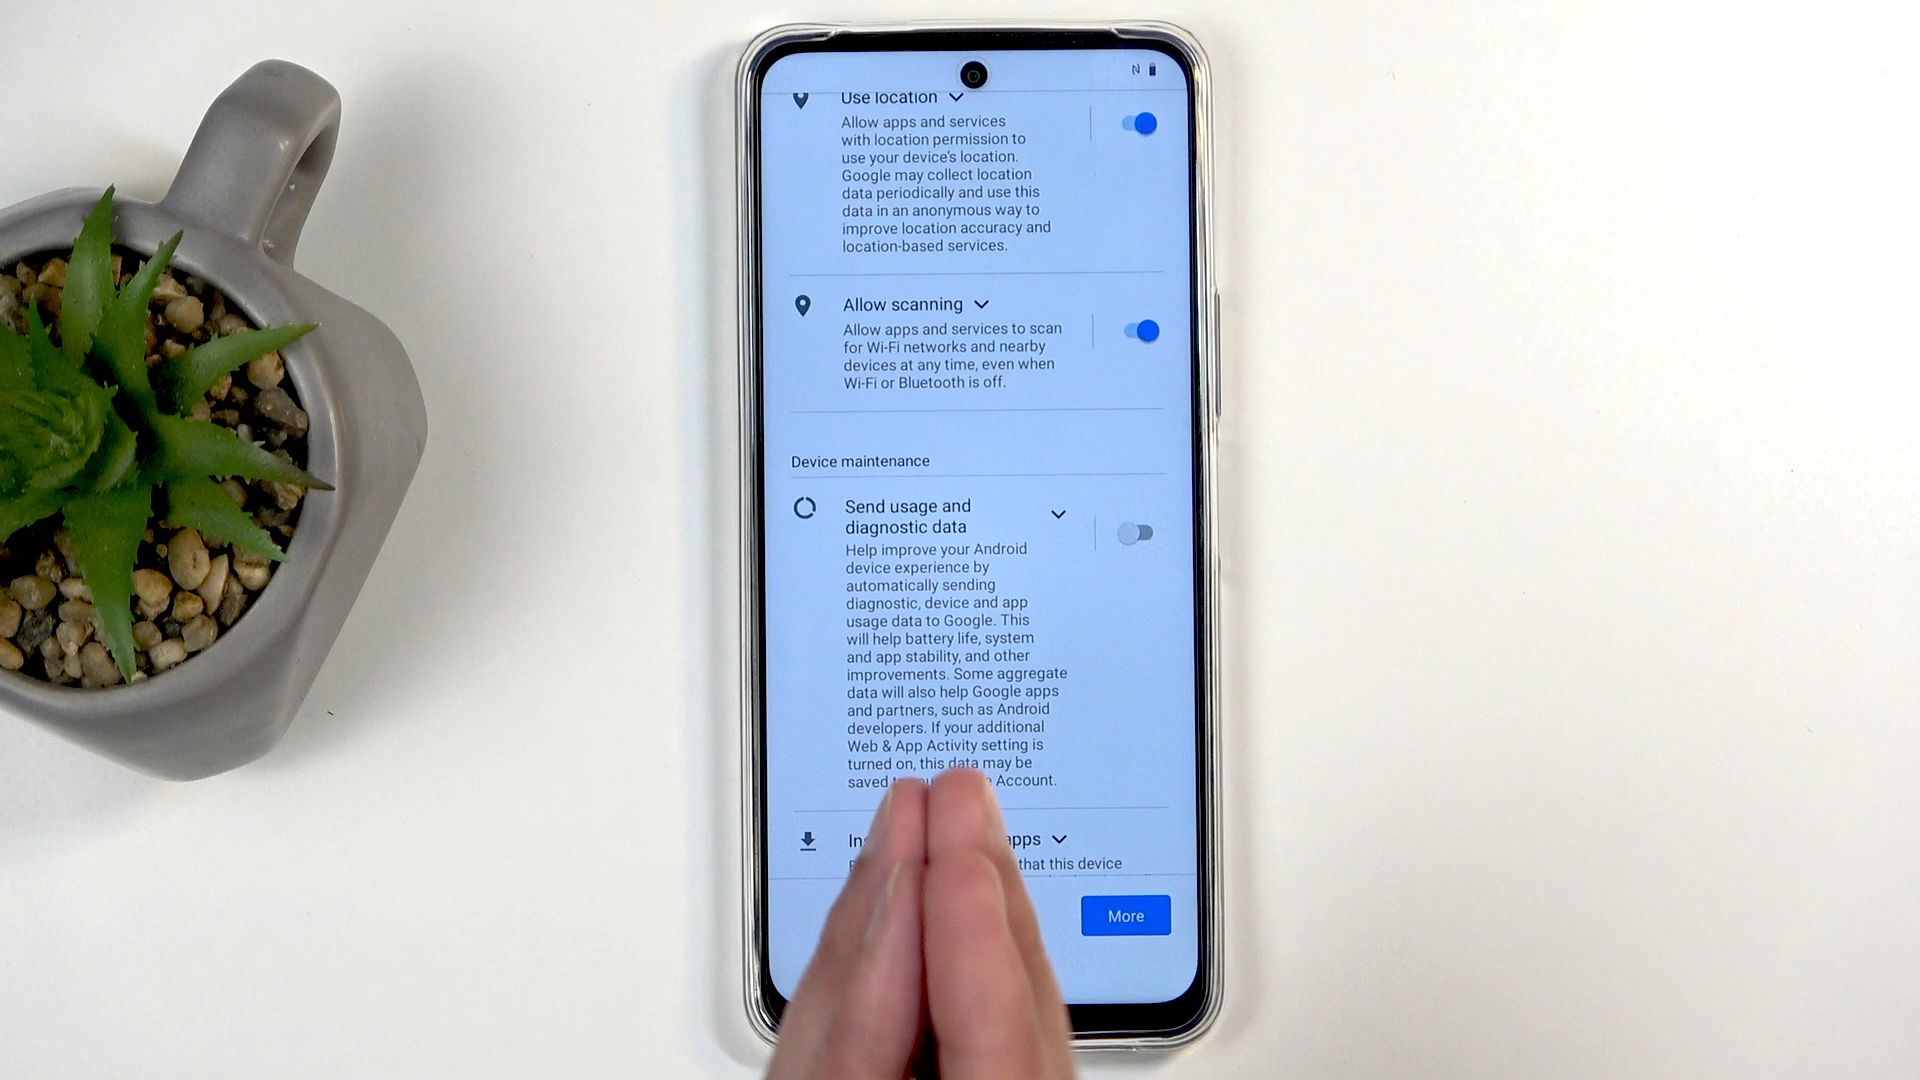 Use location
Allow apps and services
with location permission to
use your device's location.
Google may collect location
data periodically and use this
data in an anonymous way to
improve location accuracy and
location-based services.
Allow scanning
Allow apps and services to scan
for Wi-Fi networks and nearby
devices at any time, even when
Wi-Fi or Bluetooth is off.
Device maintenance
Send usage and
diagnostic data
Help improve your Android
device experience by
automatically sending
diagnostic, device and app
usage data to Google. This
will help battery life, system
and app stability, and other
improvements. Some aggregate
data will also help Google apps
and partners, such as Android
developers. If your additional
Web & App Activity setting is
turned on, this data may be
saved Account.
apps
that this device
More